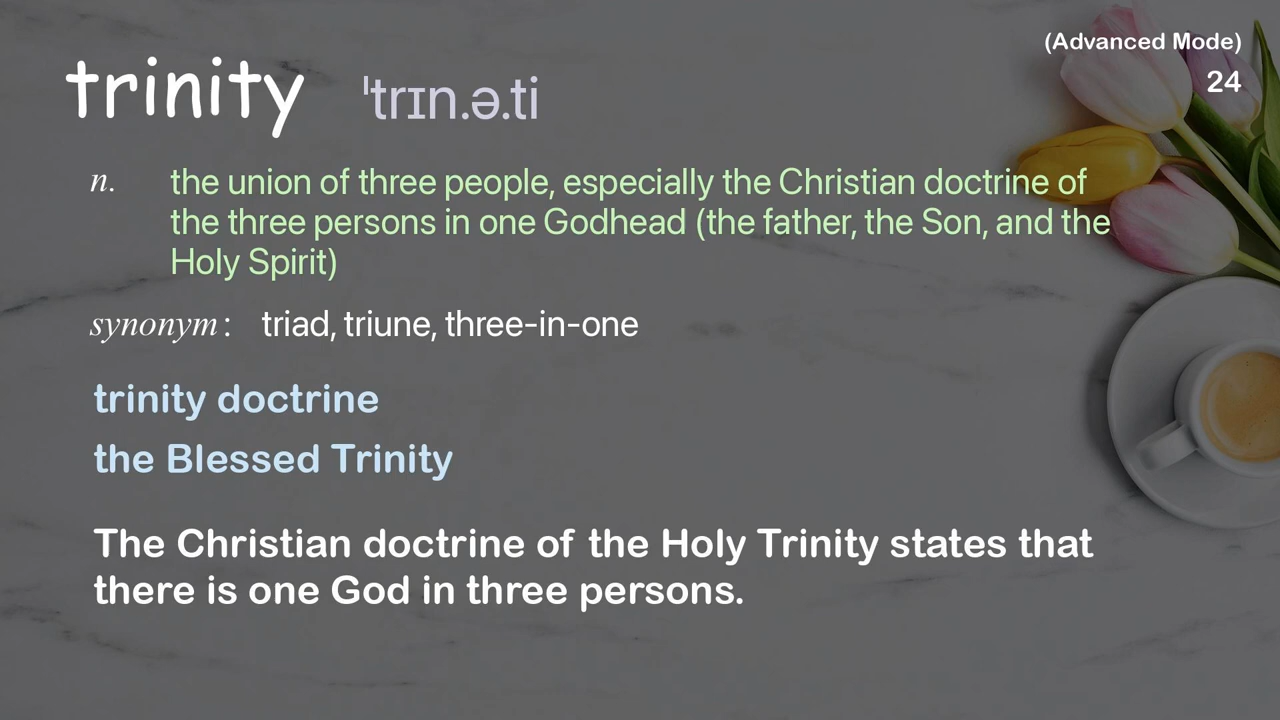 (Advanced Mode)
24
trinity ˈtrɪn.ə.ti
n. the union of three people, especially the Christian doctrine of
the three persons in one Godhead (the father, the Son, and the
Holy Spirit)
synonym: triad, triune, three-in-one
trinity doctrine
the Blessed Trinity
The Christian doctrine of the Holy Trinity states that
there is one God in three persons.